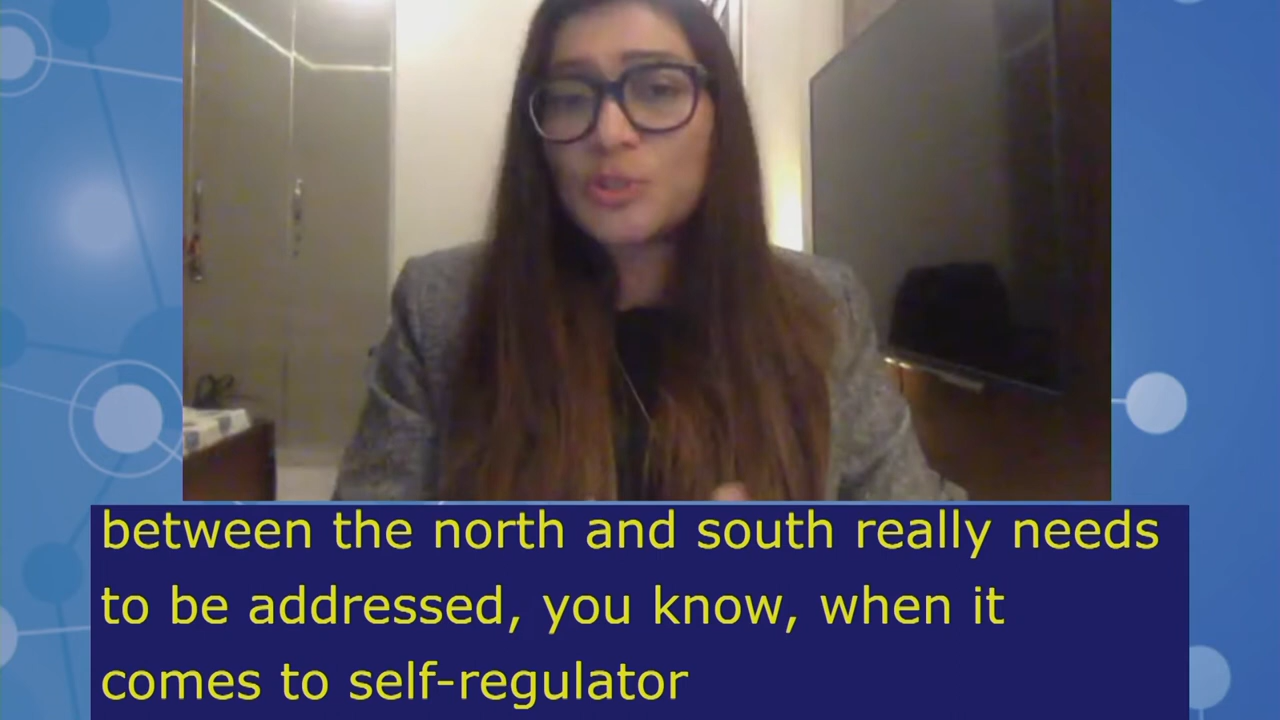 between the north and south really needs
to be addressed, you know, when it
comes to self-regulator